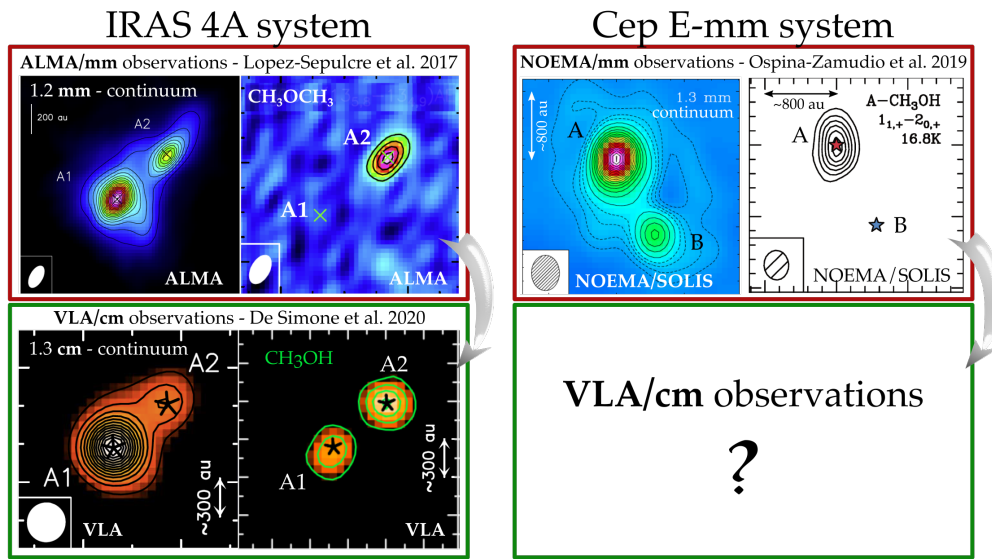 IRAS 4A system
ALMA/mm observations - Lopez-Sepulcre et al. 2017
1.2 mm - continuum
200 au
A2
A1
ALMA
CH₃OCH₃
A2
A1
ALMA
VLA/cm observations - De Simone et al. 2020
1.3 cm - continuum
A2
A1
~300 au
VLA
CH₃OH
A2
A1
~300 au
VLA
Cep E-mm system
NOEMA/mm observations - Ospina-Zamudio et al. 2019
1.3 mm
continuum
~800 au
A
B
NOEMA/SOLIS
~800 au
A-CH₃OH
1₁,₊-2₀,₊
16.8K
A
B
NOEMA/SOLIS
VLA/cm observations
?